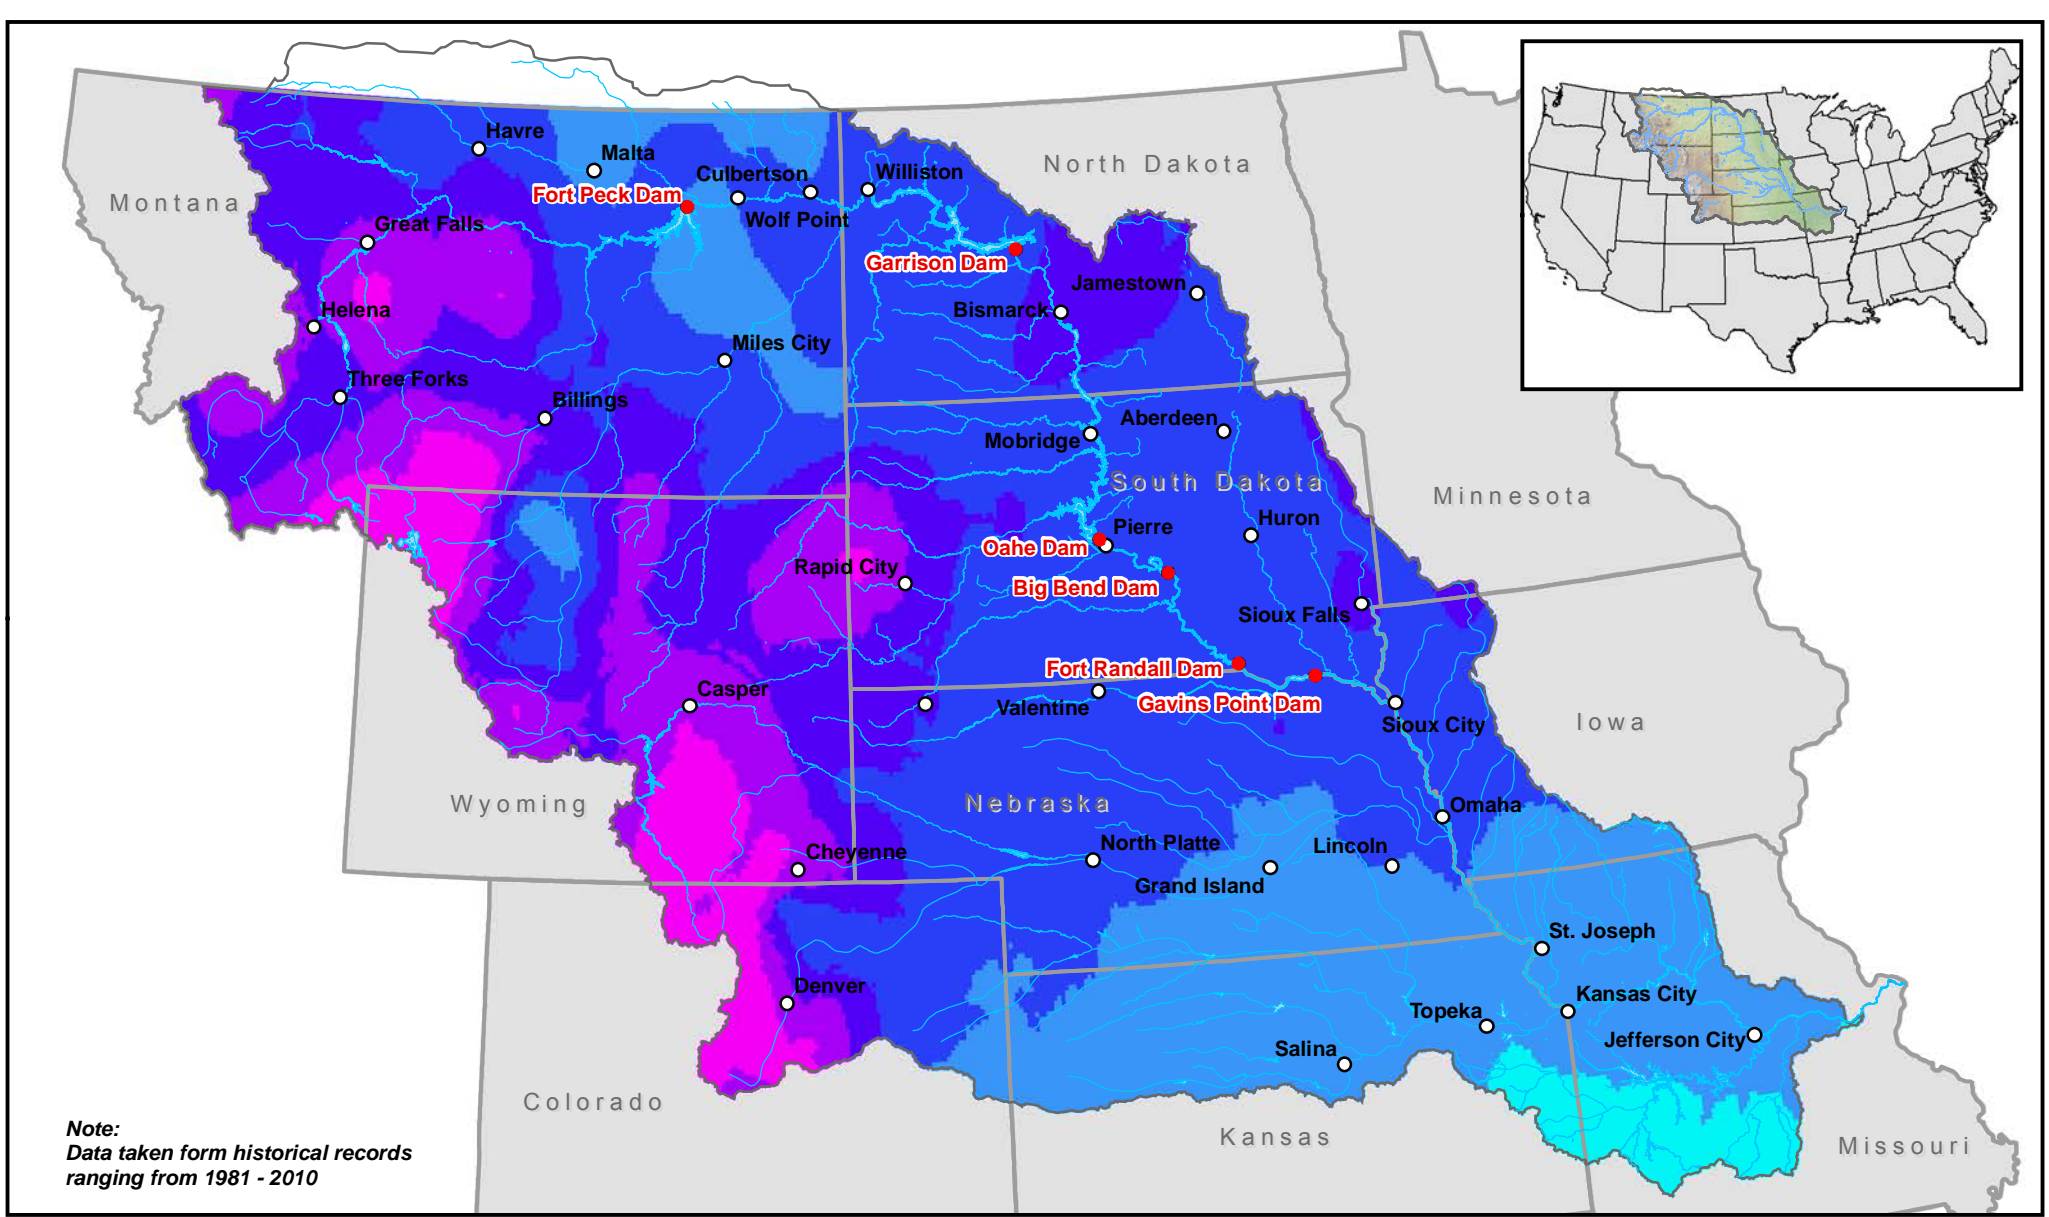 Havre
Malta
Culbertson
Williston
North Dakota
Fort Peck Dam
Montana
Wolf Point
Great Falls
Garrison Dam
Jamestown
Helena
Bismarck
Miles City
Three Forks
Billings
Aberdeen
Mobridge
South Dakota
Minnesota
Huron
Pierre
Oahe Dam
Rapid City
Big Bend Dam
Sioux Falls
Fort Randall Dam
Casper
Valentine
Gavins Point Dam
Sioux City
Iowa
Wyoming
Nebraska
Omaha
North Platte
Lincoln
Cheyenne
Grand Island
St. Joseph
Denver
Kansas City
Topeka
Jefferson City
Salina
Colorado
Kansas
Missouri
Note:
Data taken form historical records
ranging from 1981 - 2010